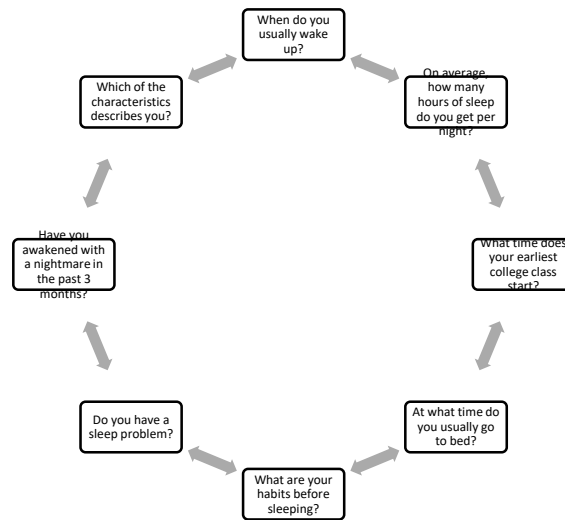 When do you
usually wake
up?
On average,
how many
hours of sleep
do you get per
night?
What time does
your earliest
college class
start?
At what time do
you usually go
to bed?
What are your
habits before
sleeping?
Do you have a
sleep problem?
Have you
awakened with
a nightmare in
the past 3
months?
Which of the
characteristics
describes you?